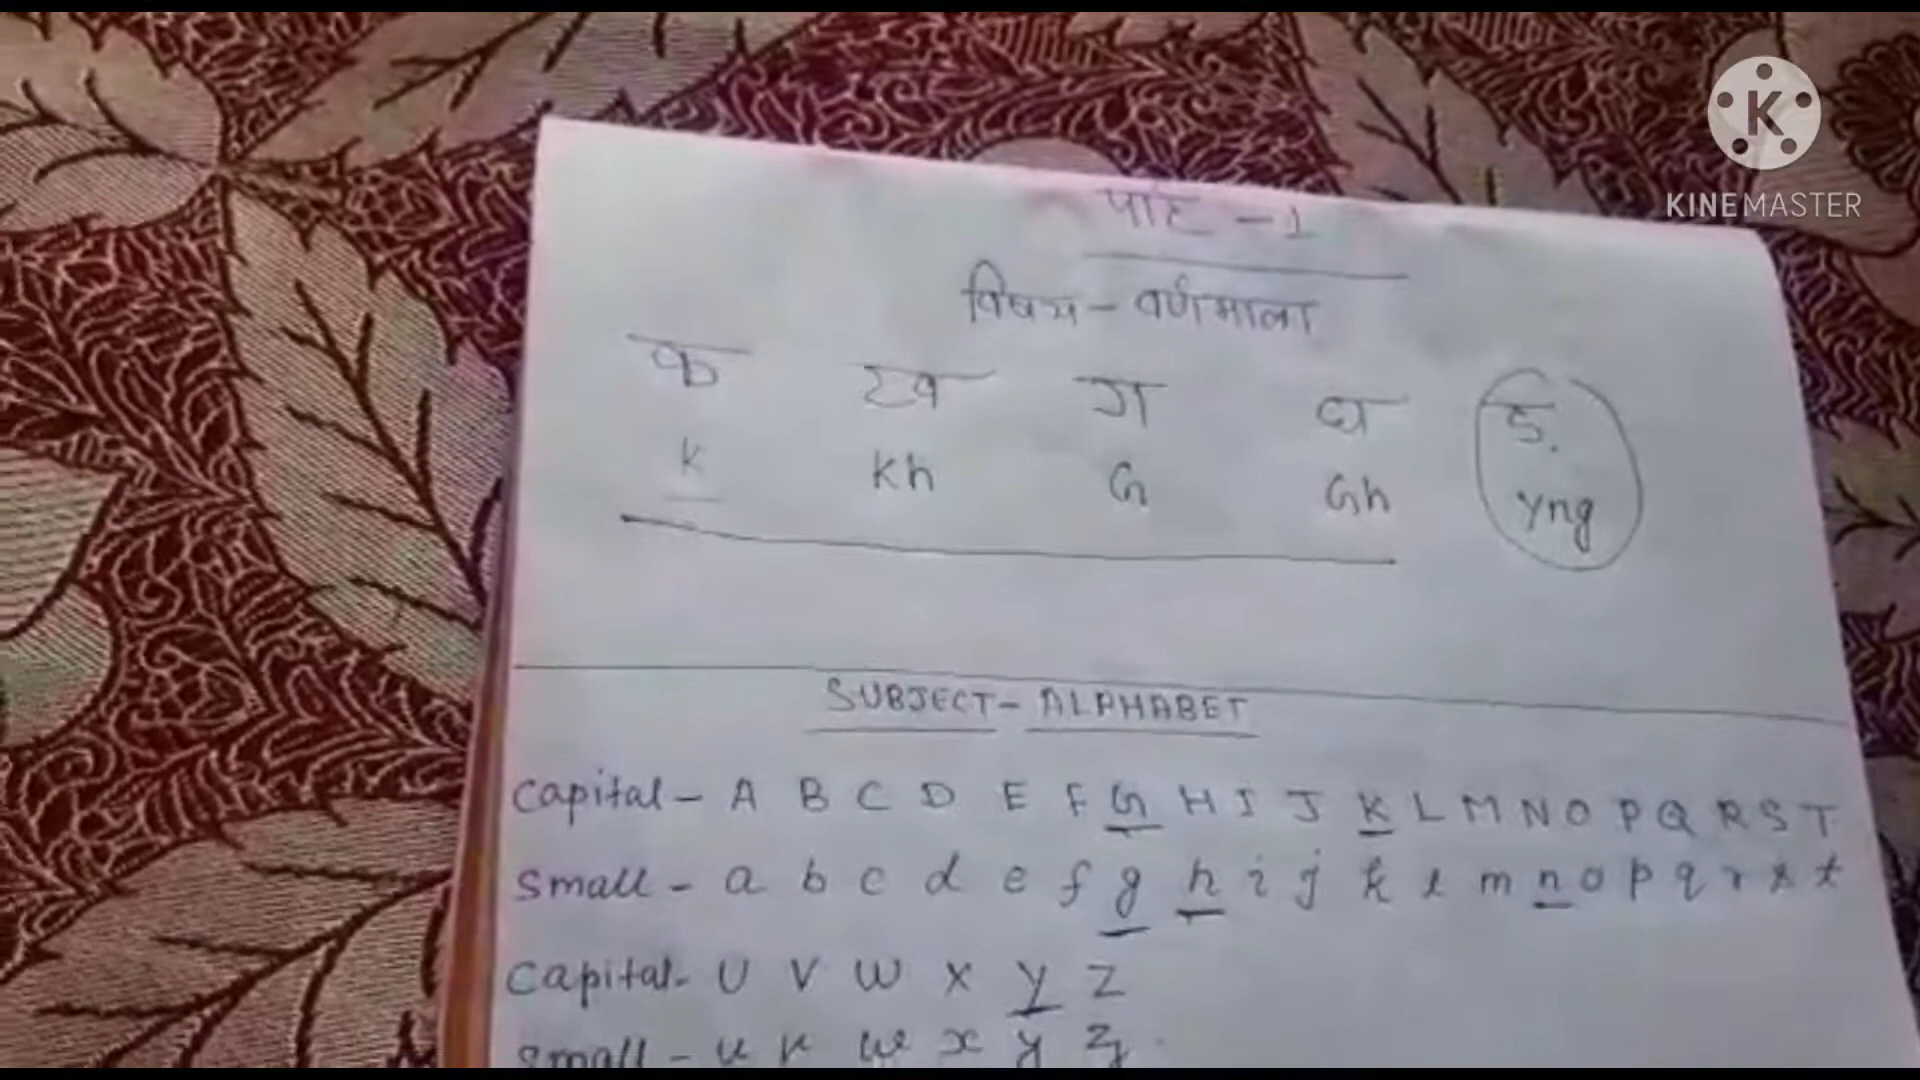 पाठ -1
विषय - वर्णमाला
क ख ग घ ङ
K Kh G Gh Yng
SUBJECT- ALPHABET
Capital - A B C D E F G H I J K L M N O P Q R S T
Small - a b c d e f g h i j k l m n o p q r s t
Capital- U V W X Y Z
Small - u v w x y z
KINEMASTER